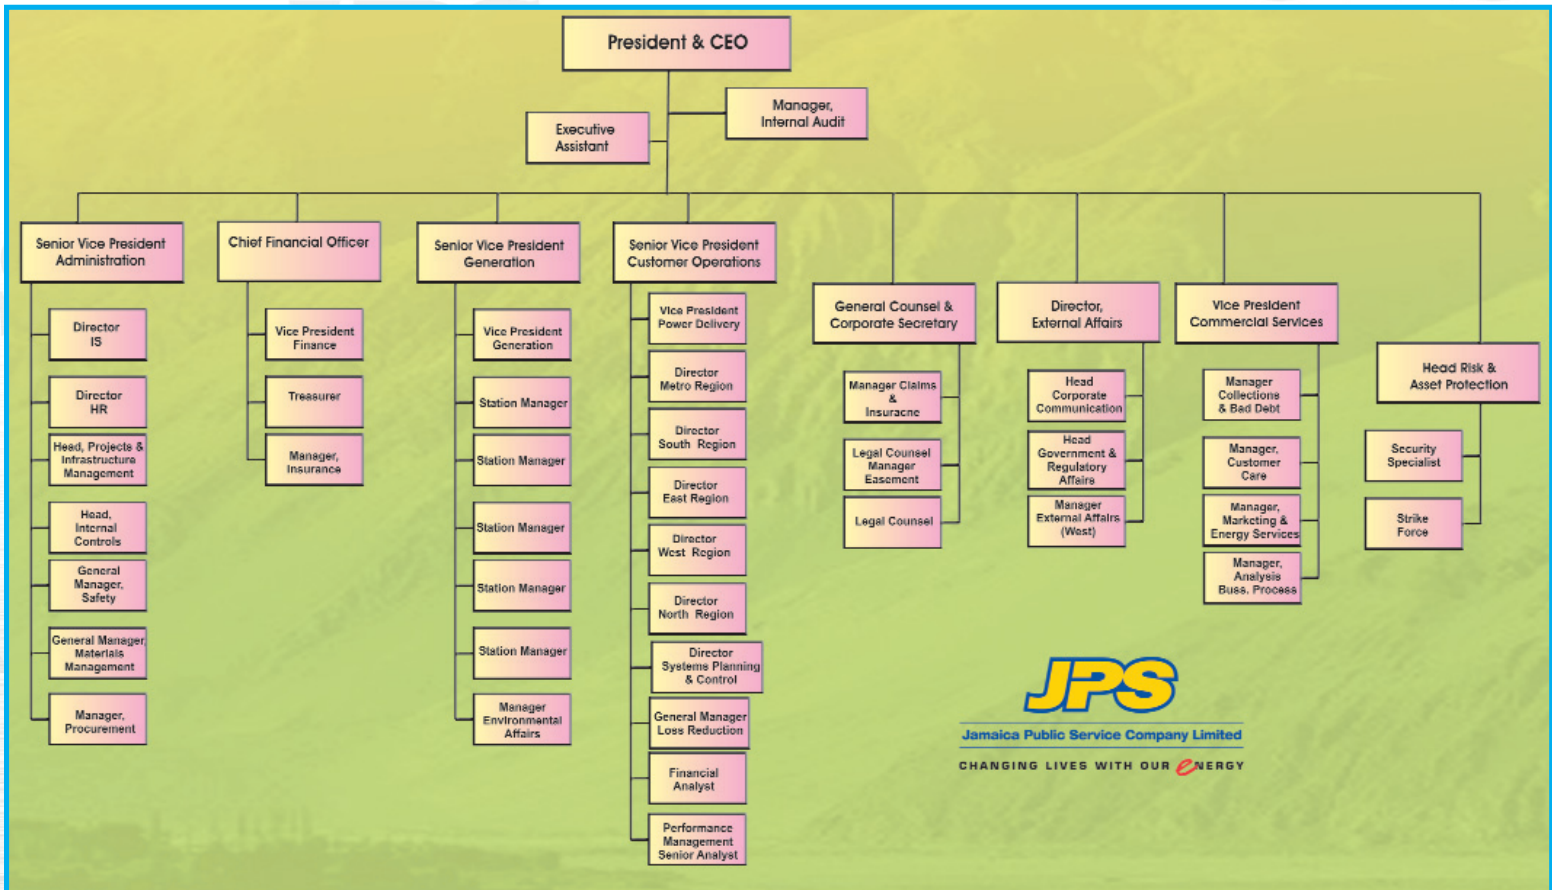 President & CEO
Manager,
Internal Audit
Executive
Assistant
Senior Vice President
Administration
Director
IS
Director
HR
Head, Projects &
Infrastructure
Management
Head,
Internal
Controls
General
Manager,
Safety
General Manager,
Materials
Management
Manager,
Procurement
Chief Financial Officer
Vice President
Finance
Treasurer
Manager,
Insurance
Senior Vice President
Generation
Vice President
Generation
Station Manager
Station Manager
Station Manager
Station Manager
Station Manager
Manager
Environmental
Affairs
Senior Vice President
Customer Operations
Vice President
Power Delivery
Director
Metro Region
Director
South Region
Director
East Region
Director
West Region
Director
North Region
Director
Systems Planning
& Control
General Manager
Loss Reduction
Financial
Analyst
Performance
Management
Senior Analyst
General Counsel &
Corporate Secretary
Manager Claims
&
Insuracne
Legal Counsel
Manager
Easement
Legal Counsel
Director,
External Affairs
Head
Corporate
Communication
Head
Government &
Regulatory
Affairs
Manager
External Affairs
(West)
Vice President
Commercial Services
Manager
Collections
& Bad Debt
Manager,
Customer
Care
Manager,
Marketing &
Energy Services
Manager,
Analysis
Buss. Process
Head Risk &
Asset Protection
Security
Specialist
Strike
Force
JPS
Jamaica Public Service Company Limited
CHANGING LIVES WITH OUR eNERGY